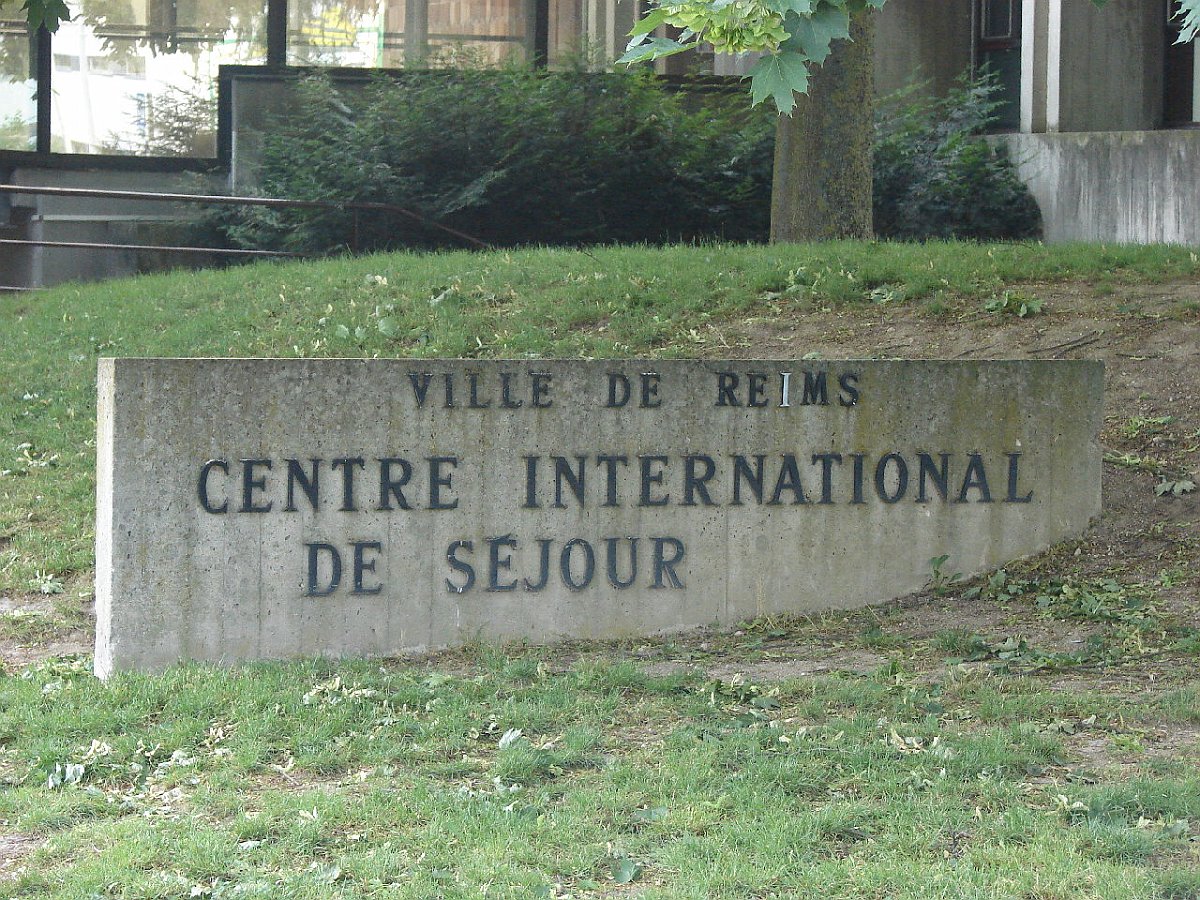 VILLE DE REIMS
CENTRE INTERNATIONAL
DE SÉJOUR